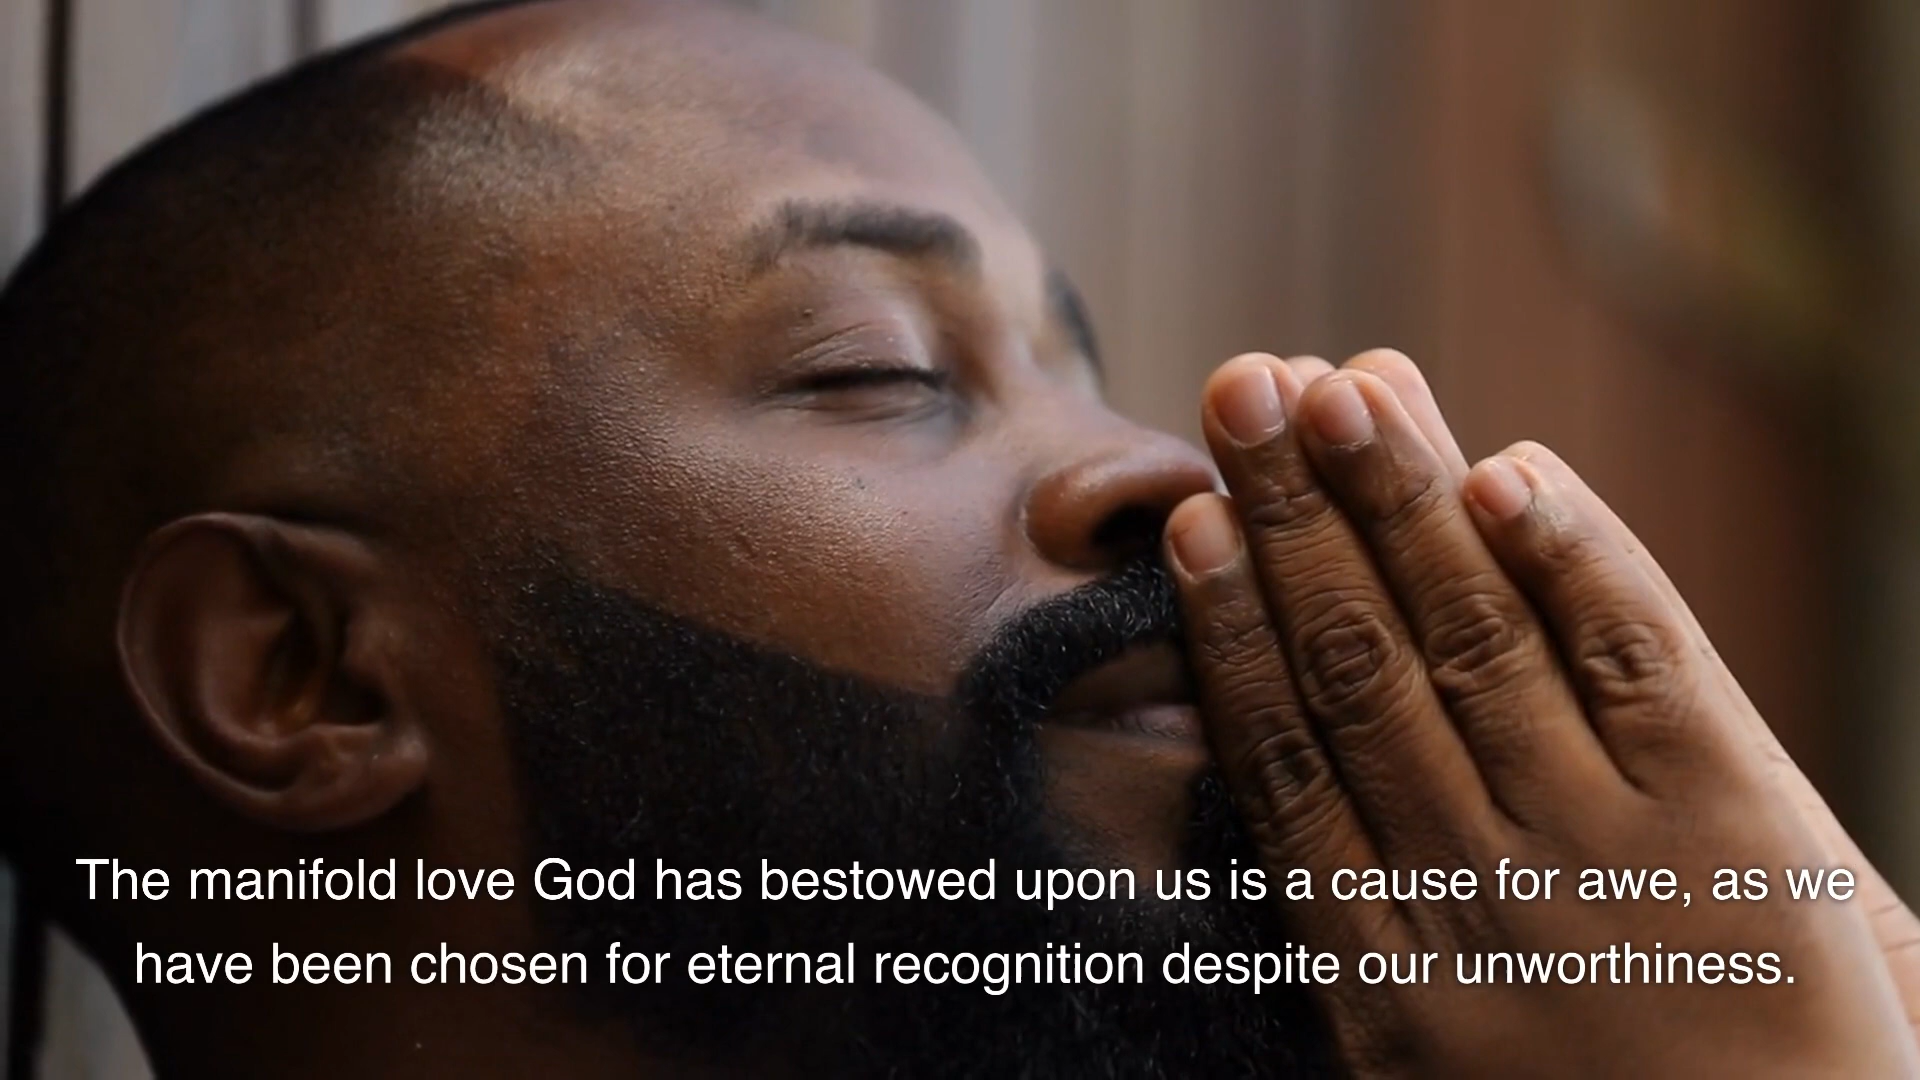 The manifold love God has bestowed upon us is a cause for awe, as we
have been chosen for eternal recognition despite our unworthiness.